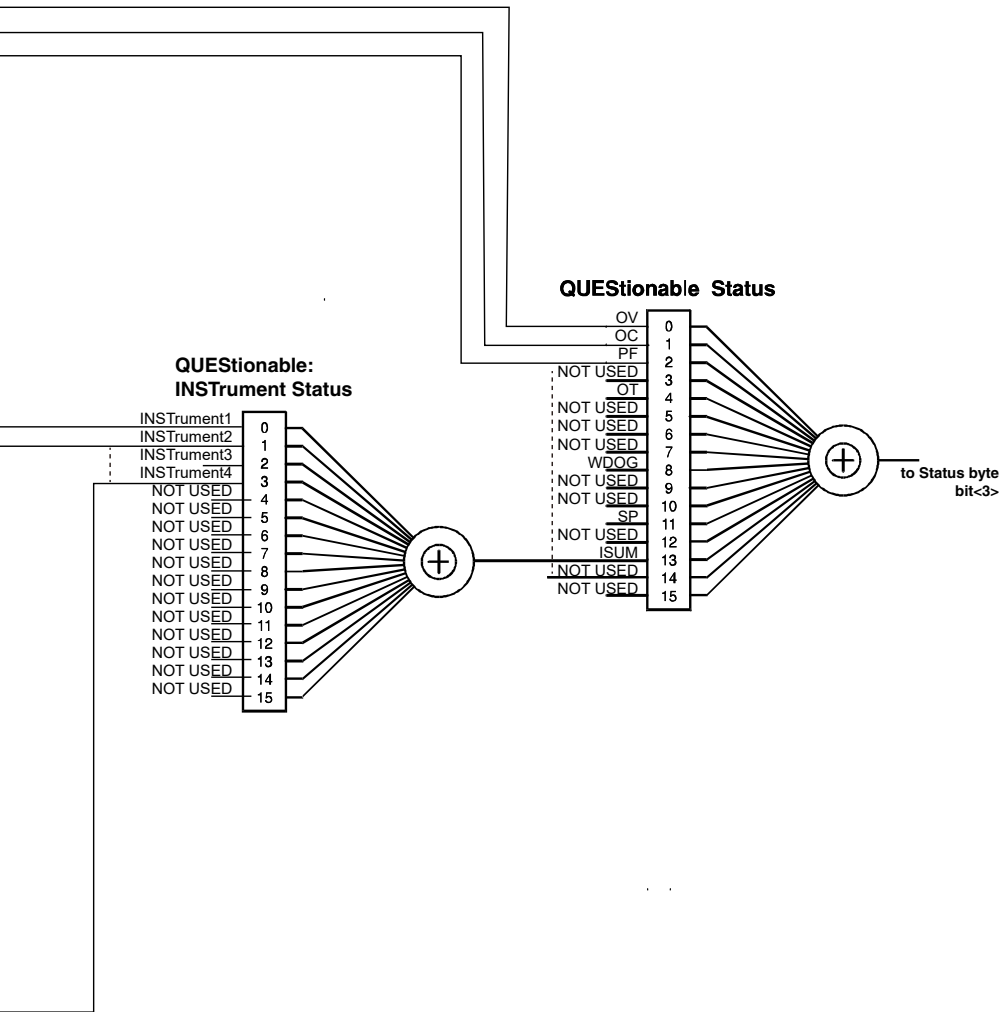 QUEStionable Status
OV
0
OC
1
PF
2
NOT USED
3
OT
4
NOT USED
5
NOT USED
6
NOT USED
7
WDOG
8
NOT USED
9
NOT USED
10
SP
11
NOT USED
12
ISUM
13
NOT USED
14
NOT USED
15
to Status byte
bit<3>
QUEStionable:
INSTrument Status
INSTrument1
0
INSTrument2
1
INSTrument3
2
INSTrument4
3
NOT USED
4
NOT USED
5
NOT USED
6
NOT USED
7
NOT USED
8
NOT USED
9
NOT USED
10
NOT USED
11
NOT USED
12
NOT USED
13
NOT USED
14
NOT USED
15